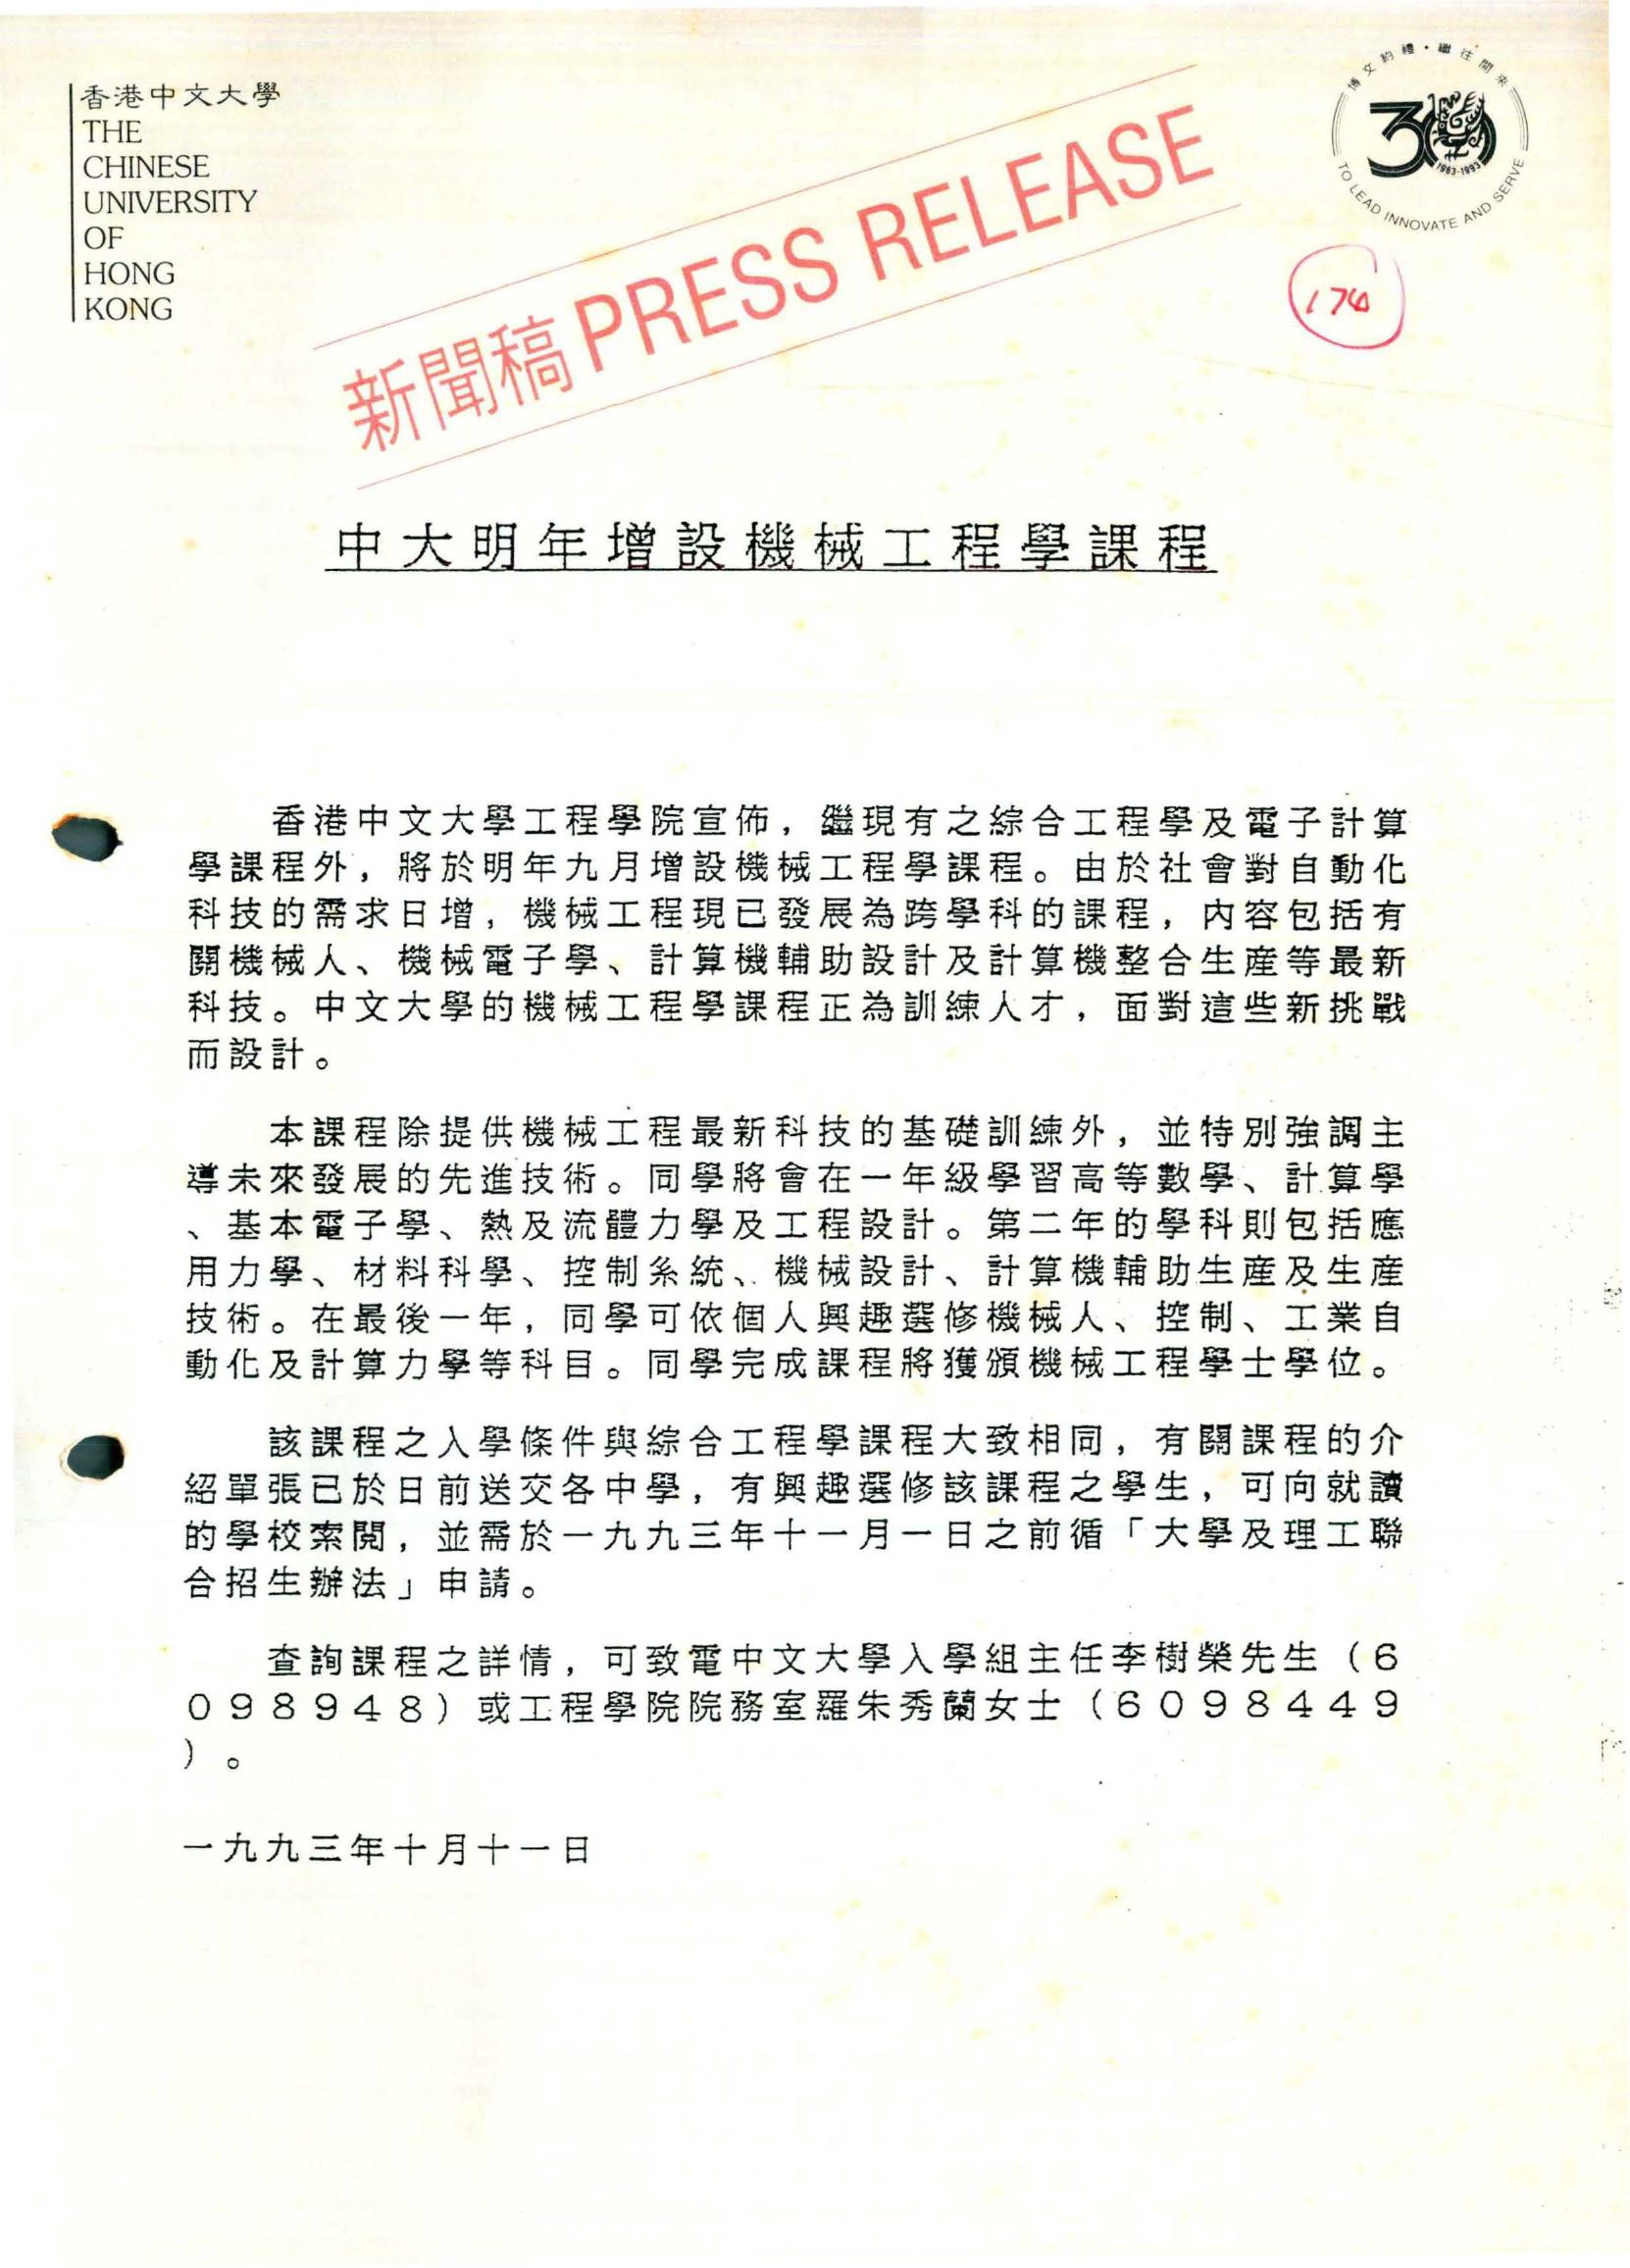 香港中文大學
THE
CHINESE
UNIVERSITY
OF
HONG
KONG
博文約禮·繼往開來
30
1963-1993
TO LEAD INNOVATE AND SERVE
新聞稿 PRESS RELEASE
174
中大明年增設機械工程學課程
香港中文大學工程學院宣佈，繼現有之綜合工程學及電子計算
學課程外，將於明年九月增設機械工程學課程。由於社會對自動化
科技的需求日增，機械工程現已發展為跨學科的課程，內容包括有
關機械人、機械電子學、計算機輔助設計及計算機整合生產等最新
科技。中文大學的機械工程學課程正為訓練人才，面對這些新挑戰
而設計。
本課程除提供機械工程最新科技的基礎訓練外，並特別強調主
導未來發展的先進技術。同學將會在一年級學習高等數學、計算學
、基本電子學、熱及流體力學及工程設計。第二年的學科則包括應
用力學、材料科學、控制系統、機械設計、計算機輔助生產及生產
技術。在最後一年，同學可依個人興趣選修機械人、控制、工業自
動化及計算力學等科目。同學完成課程將獲頒機械工程學士學位。
該課程之入學條件與綜合工程學課程大致相同，有關課程的介
紹單張已於日前送交各中學，有興趣選修該課程之學生，可向就讀
的學校索閱，並需於一九九三年十一月一日之前循「大學及理工聯
合招生辦法」申請。
查詢課程之詳情，可致電中文大學入學組主任李樹榮先生（６
０９８９４８）或工程學院院務室羅朱秀蘭女士（６０９８４４９
）。
一九九三年十月十一日